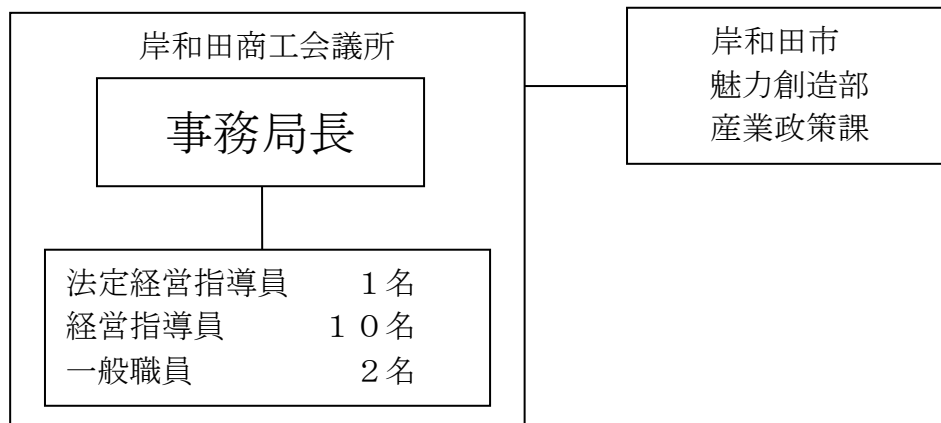 岸和田商工会議所
事務局長
法定経営指導員　　１名
経営指導員　　１０名
一般職員　　２名
岸和田市
魅力創造部
産業政策課